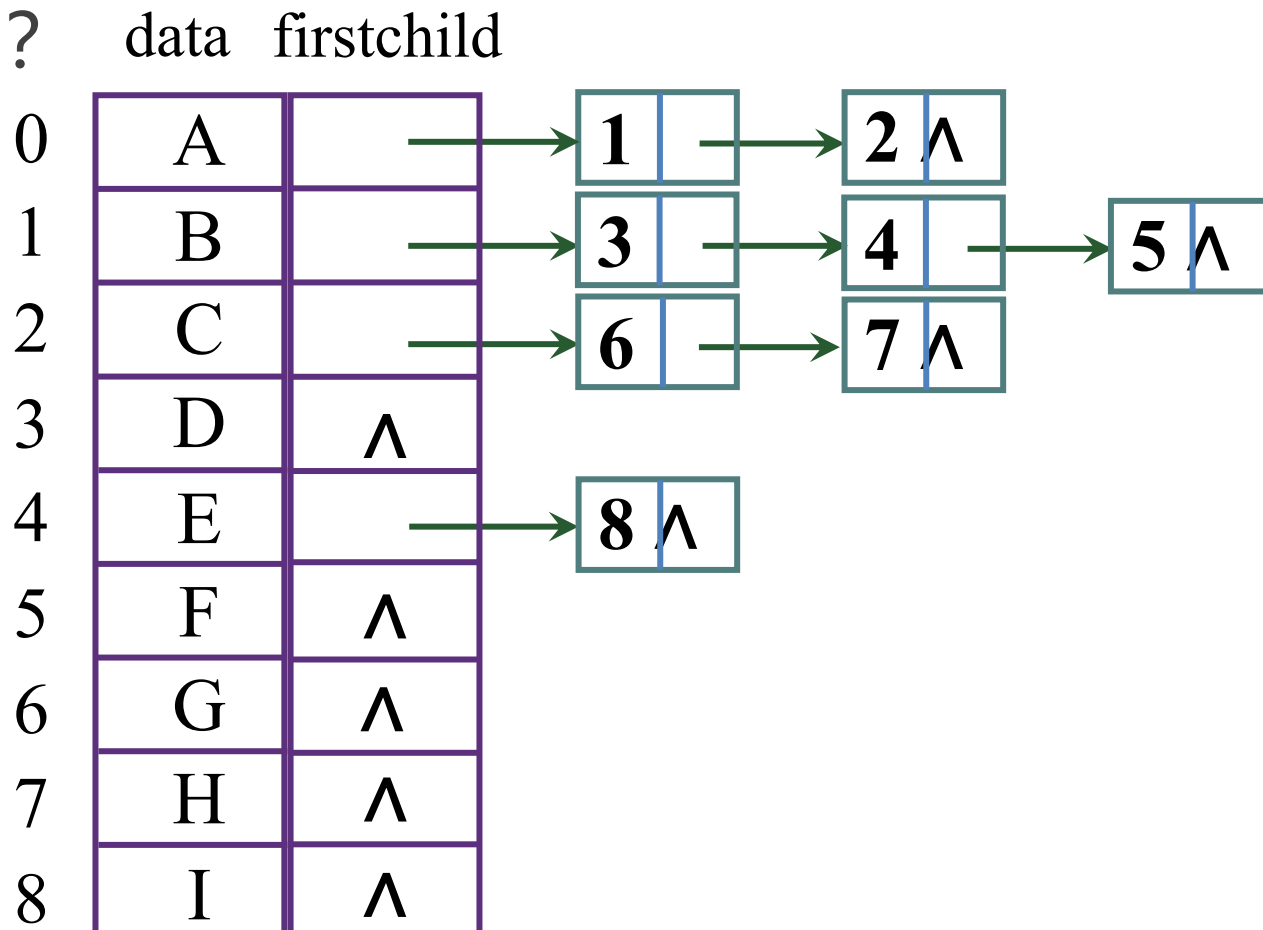 ? data firstchild
0 A 1 2 ∧
1 B 3 4 5 ∧
2 C 6 7 ∧
3 D ∧
4 E 8 ∧
5 F ∧
6 G ∧
7 H ∧
8 I ∧